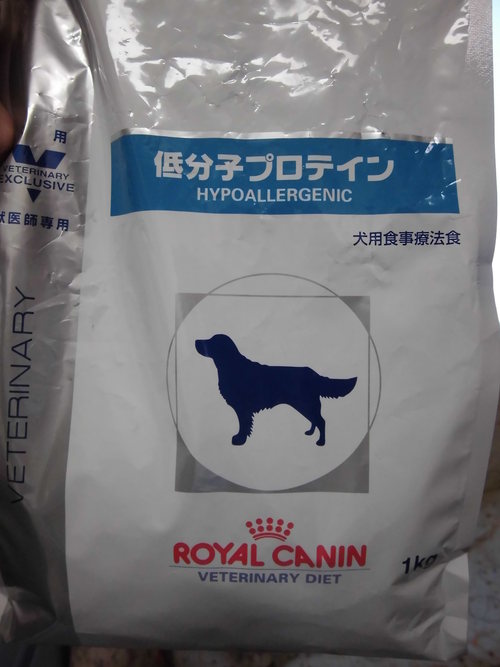 用
VETERINARY
EXCLUSIVE
獣医師専用
VETERINARY
低分子プロテイン
HYPOALLERGENIC
犬用食事療法食
ROYAL CANIN
VETERINARY DIET
1kg